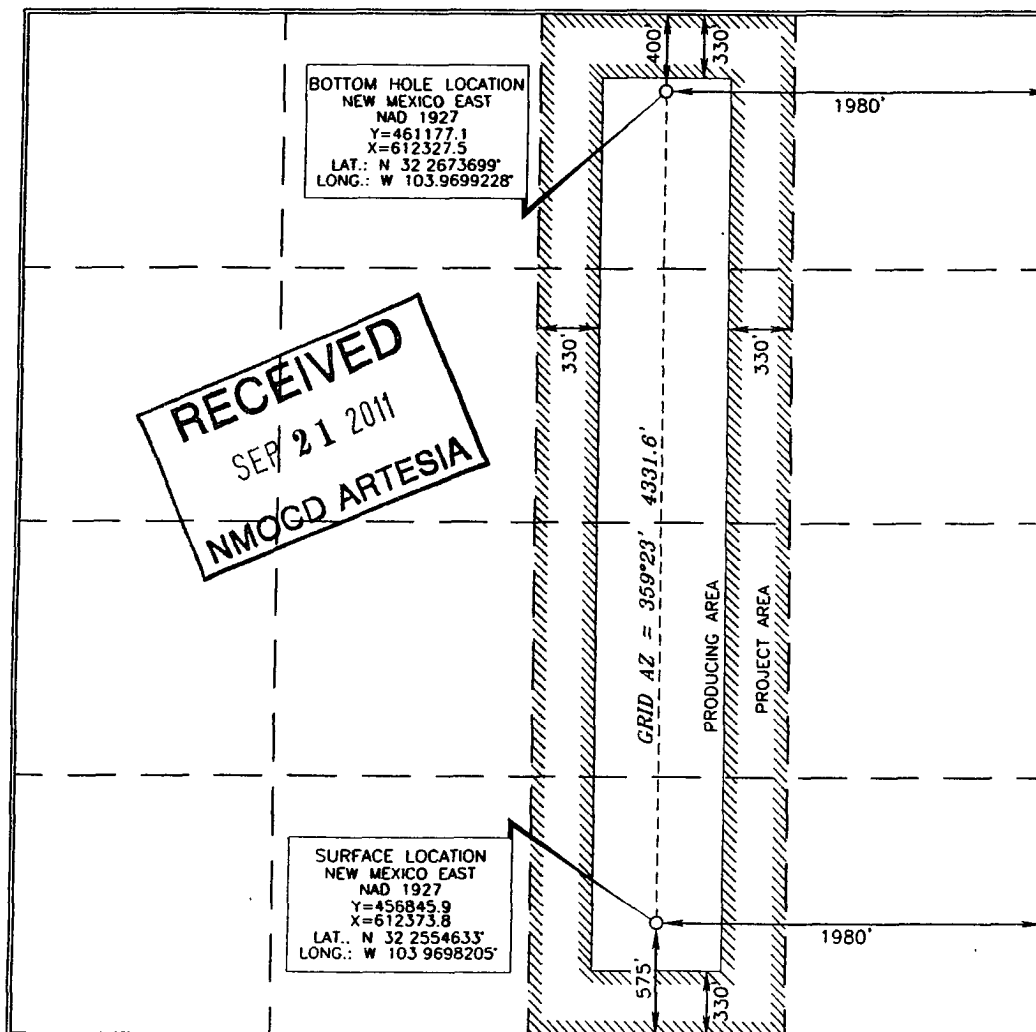 400'
330'
BOTTOM HOLE LOCATION
NEW MEXICO EAST
NAD 1927
Y=461177.1
X=612327.5
LAT.: N 32 2673699°
LONG.: W 103.9699228°
1980'
330'
330'
RECEIVED
SEP 21 2011
NMOCD ARTESIA
GRID AZ = 359°23' 4331.6'
PRODUCING AREA
PROJECT AREA
SURFACE LOCATION
NEW MEXICO EAST
NAD 1927
Y=456845.9
X=612373.8
LAT.. N 32 2554633°
LONG.: W 103 9698205°
1980'
575'
330'